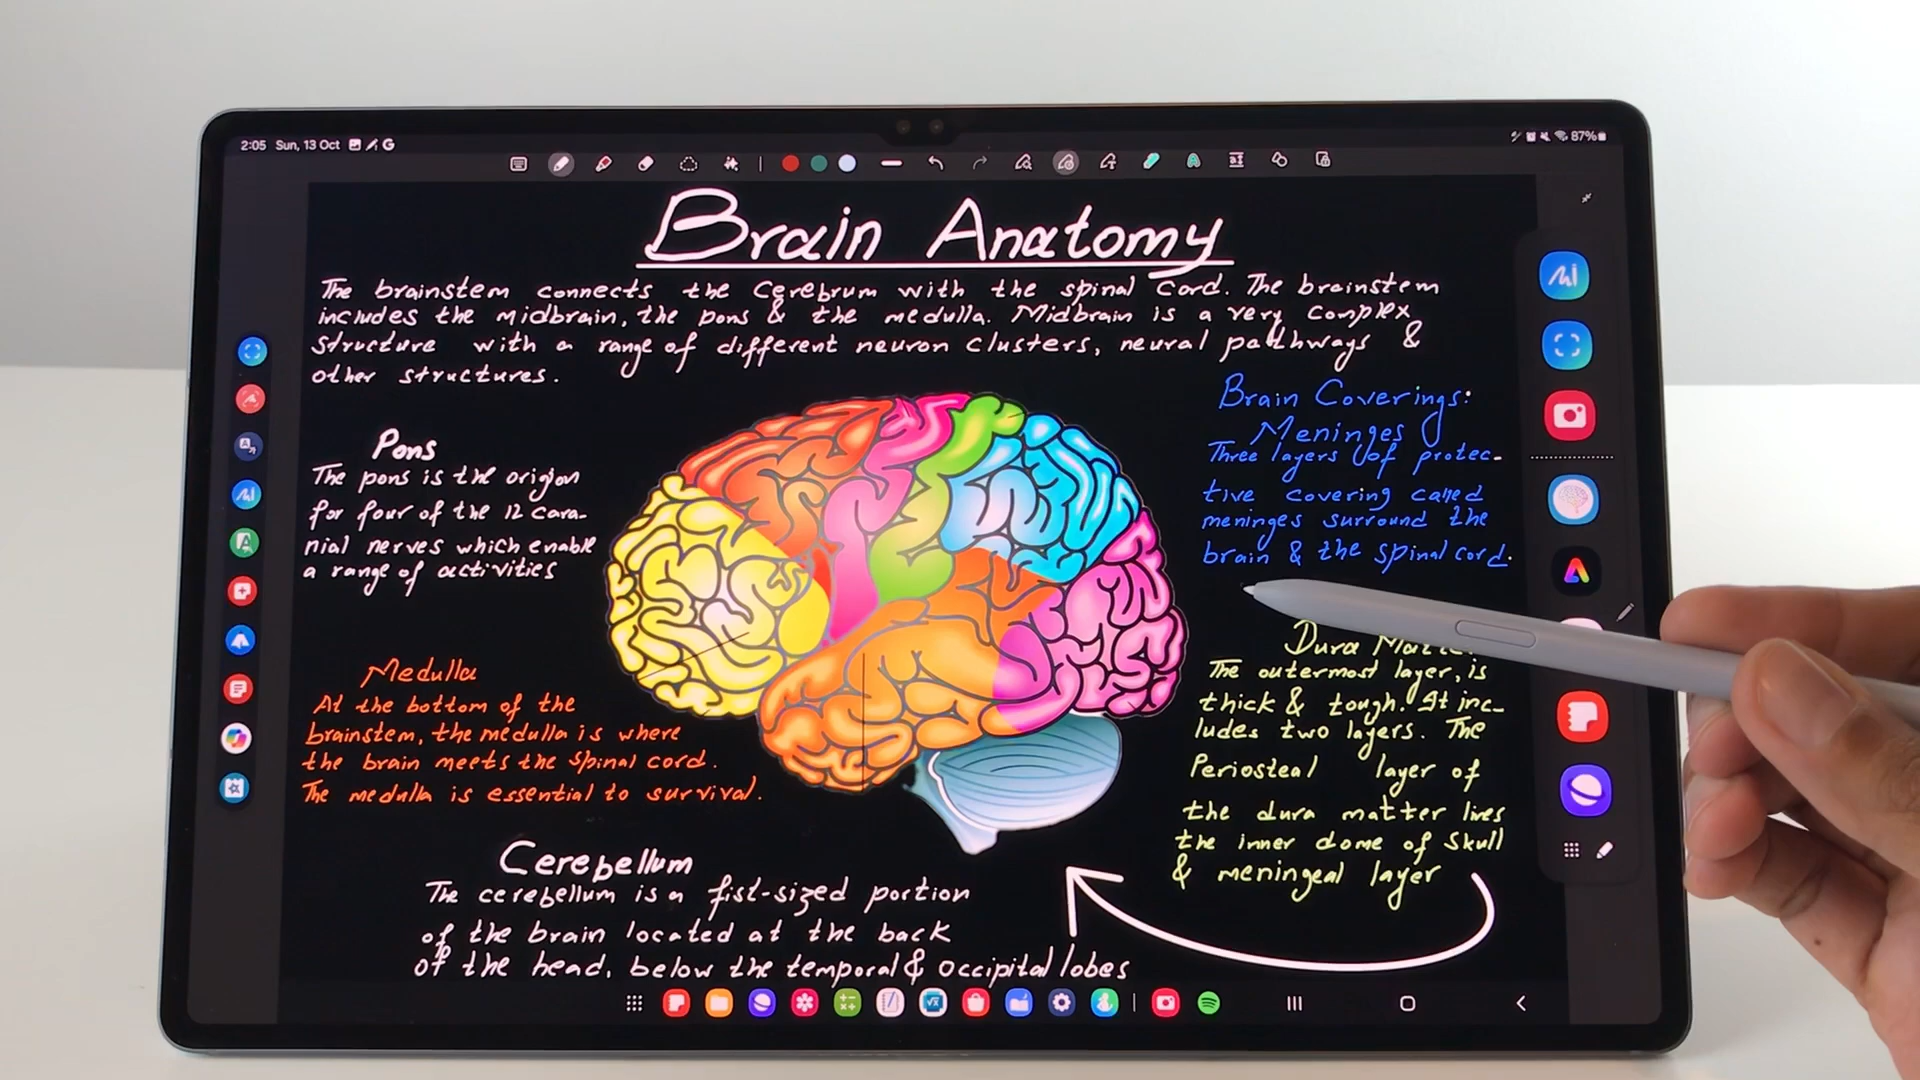 2:05 Sun, 13 Oct
87%
Brain Anatomy
The brainstem connects the cerebrum with the spinal cord. The brainstem
includes the midbrain, the pons & the medulla. Midbrain is a very complex
structure with a range of different neuron clusters, neural pathways &
other structures.
Pons
The pons is the origion
for four of the 12 cara-
nial nerves which enable
a range of activities
Medulla
At the bottom of the
brainstem, the medulla is where
the brain meets the spinal cord.
The medulla is essential to survival.
Cerebellum
The cerebellum is a fist-sized portion
of the brain located at the back
of the head, below the temporal & occipital lobes
Brain Coverings:
Meninges
Three layers of protec-
tive covering called
meninges surround the
brain & the spinal cord.
Dura
The outermost layer, is
thick & tough. It inc-
ludes two layers. The
Periosteal layer of
the dura matter lines
the inner dome of skull
& meningeal layer